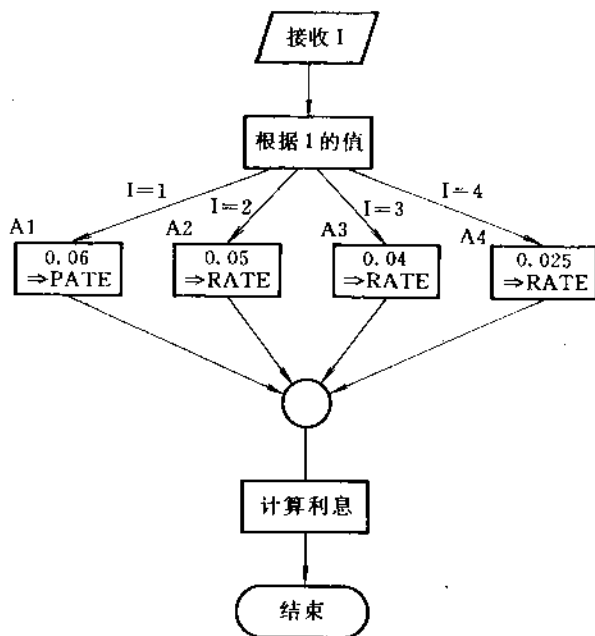 接收 I
根据 1 的值
I=1
I=2
I=3
I=4
A1
A2
A3
A4
0.06
⇒PATE
0.05
⇒RATE
0.04
⇒RATE
0.025
⇒RATE
计算利息
结束